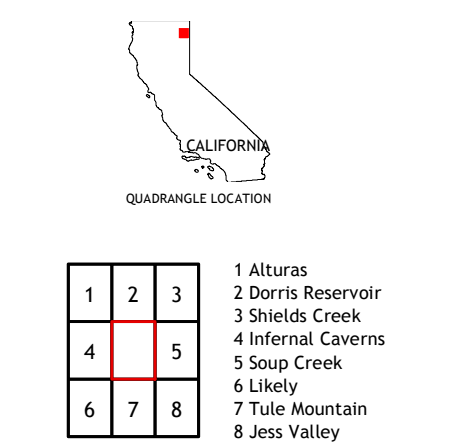 CALIFORNIA
QUADRANGLE LOCATION
1 2 3
4 5
6 7 8
1 Alturas
2 Dorris Reservoir
3 Shields Creek
4 Infernal Caverns
5 Soup Creek
6 Likely
7 Tule Mountain
8 Jess Valley